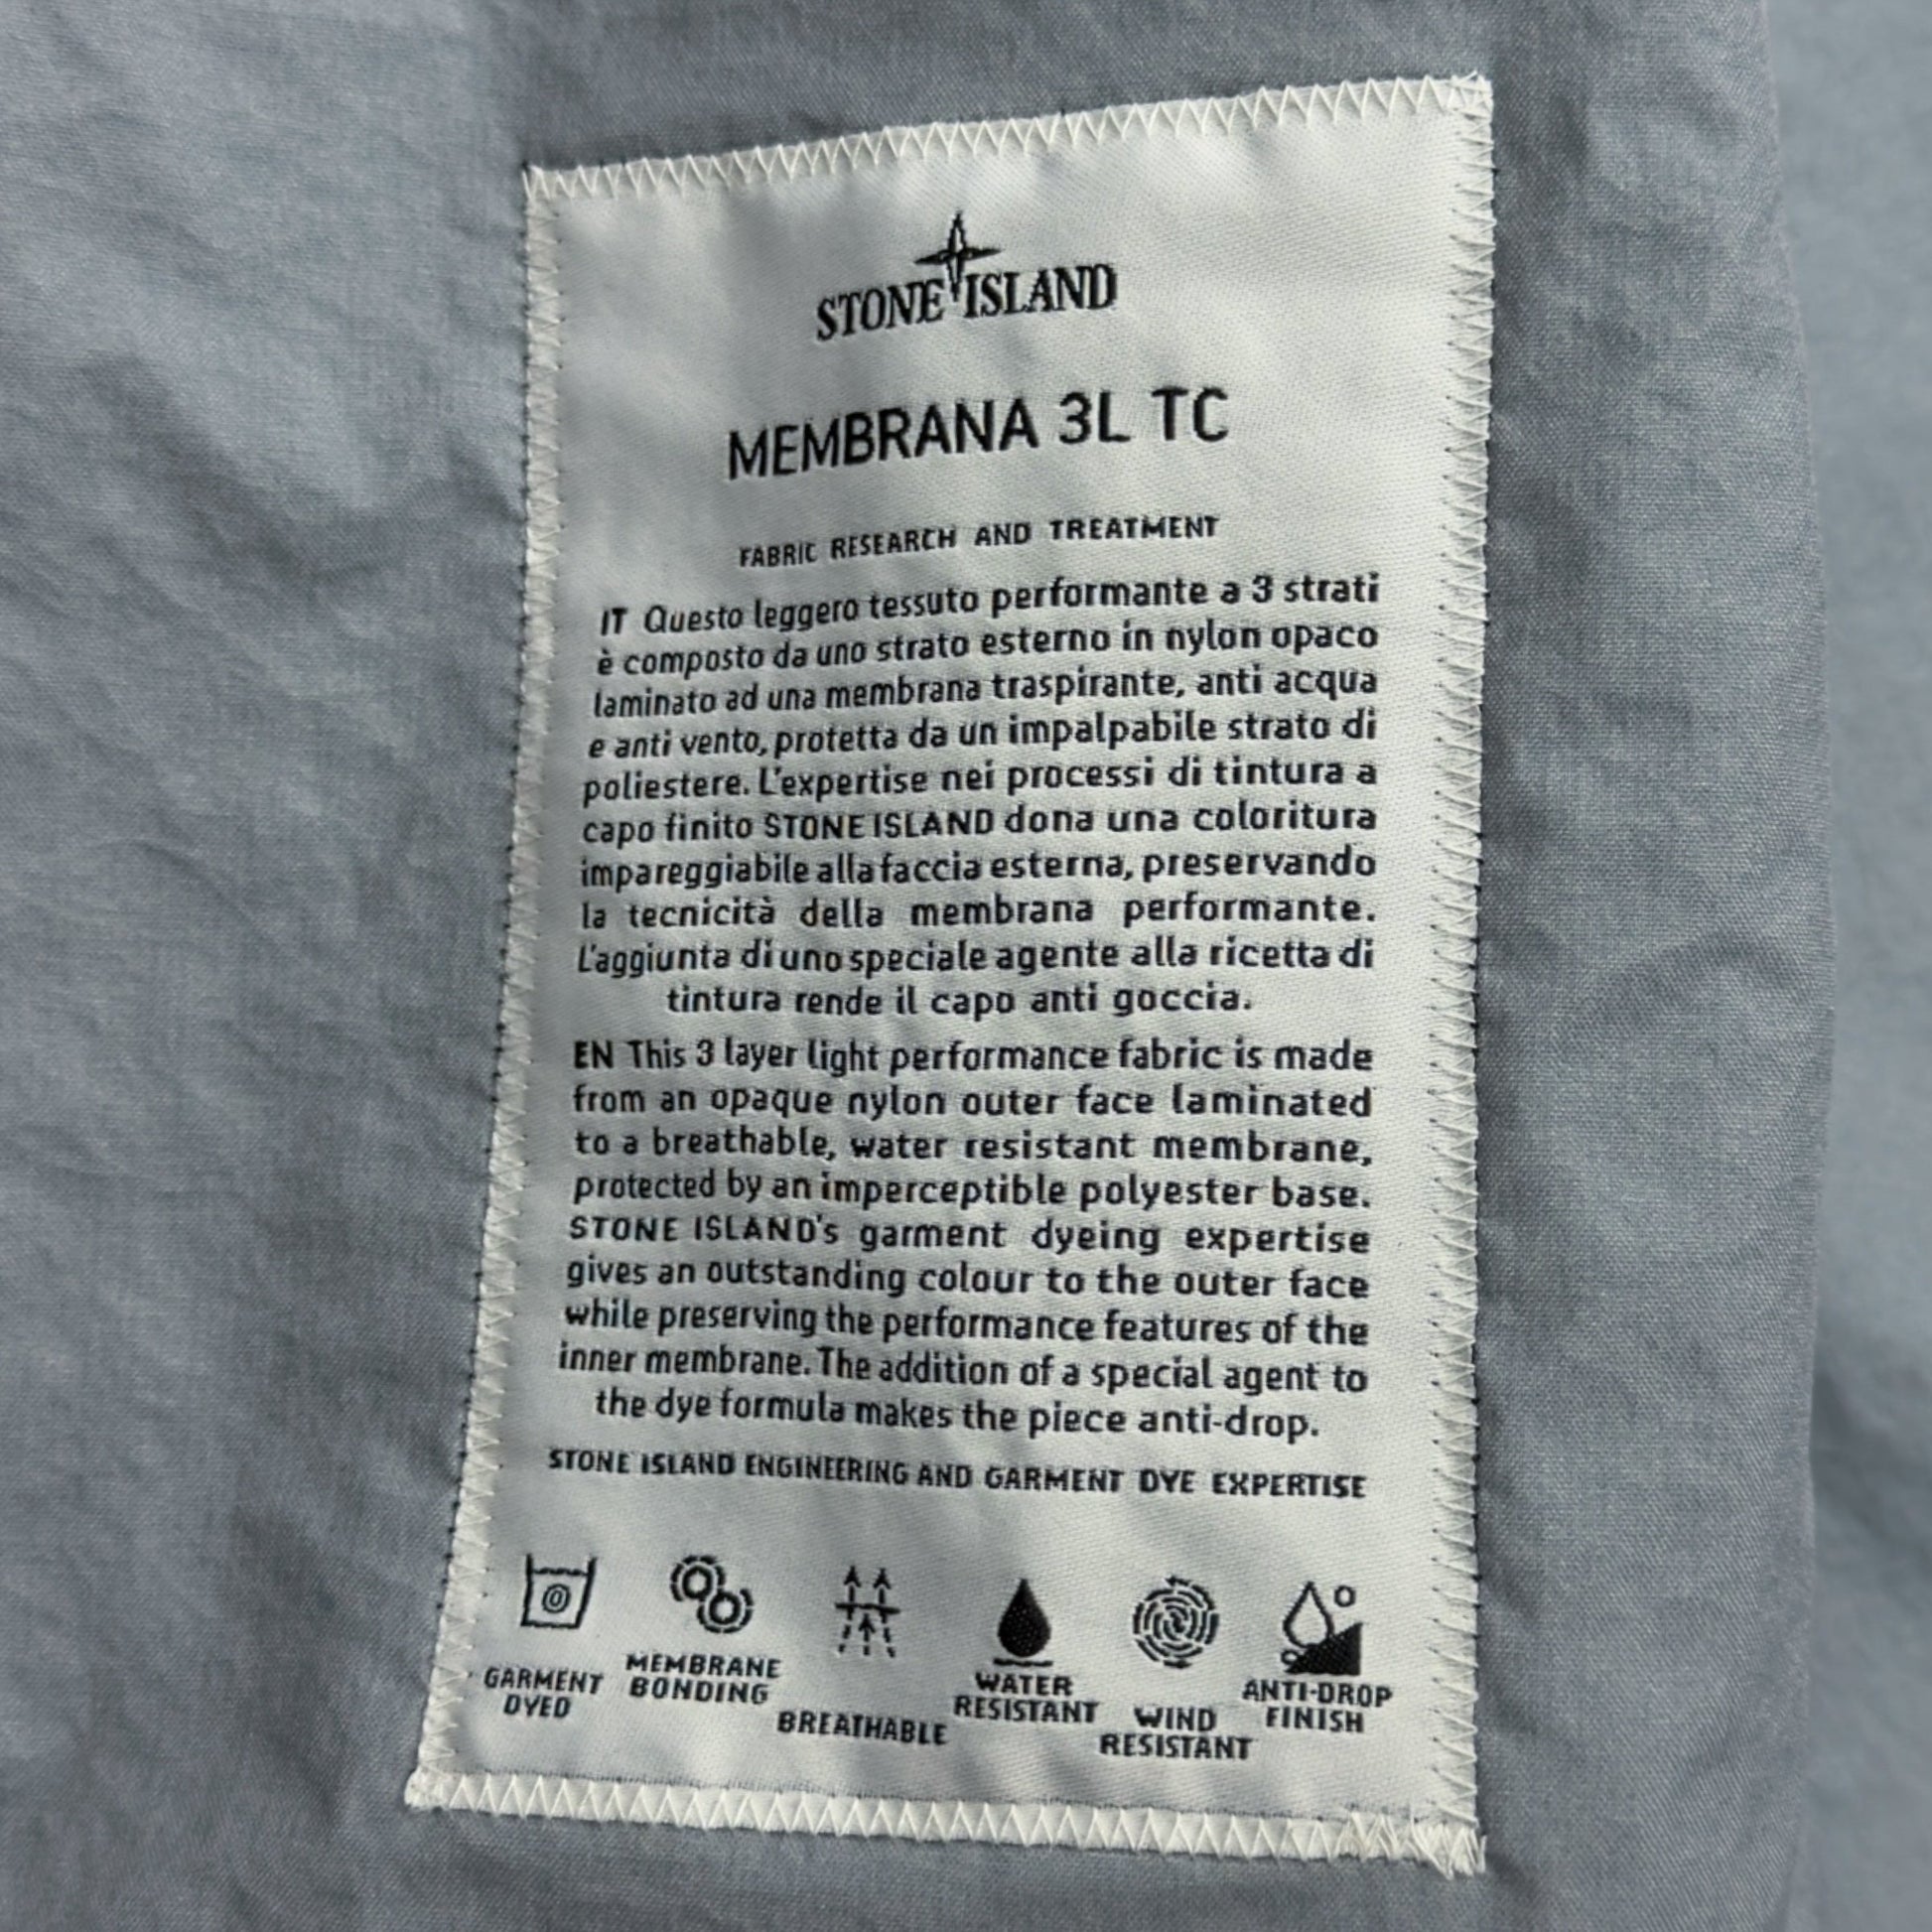 STONE ISLAND
MEMBRANA 3L TC
FABRIC RESEARCH AND TREATMENT
IT Questo leggero tessuto performante a 3 strati
è composto da uno strato esterno in nylon opaco
laminato ad una membrana traspirante, anti acqua
e anti vento, protetta da un impalpabile strato di
poliestere. L'expertise nei processi di tintura a
capo finito STONE ISLAND dona una coloritura
impareggiabile alla faccia esterna, preservando
la tecnicità della membrana performante.
L'aggiunta di uno speciale agente alla ricetta di
tintura rende il capo anti goccia.
EN This 3 layer light performance fabric is made
from an opaque nylon outer face laminated
to a breathable, water resistant membrane,
protected by an imperceptible polyester base.
STONE ISLAND's garment dyeing expertise
gives an outstanding colour to the outer face
while preserving the performance features of the
inner membrane. The addition of a special agent to
the dye formula makes the piece anti-drop.
STONE ISLAND ENGINEERING AND GARMENT DYE EXPERTISE
GARMENT
DYED
MEMBRANE
BONDING
BREATHABLE
WATER
RESISTANT
WIND
RESISTANT
ANTI-DROP
FINISH